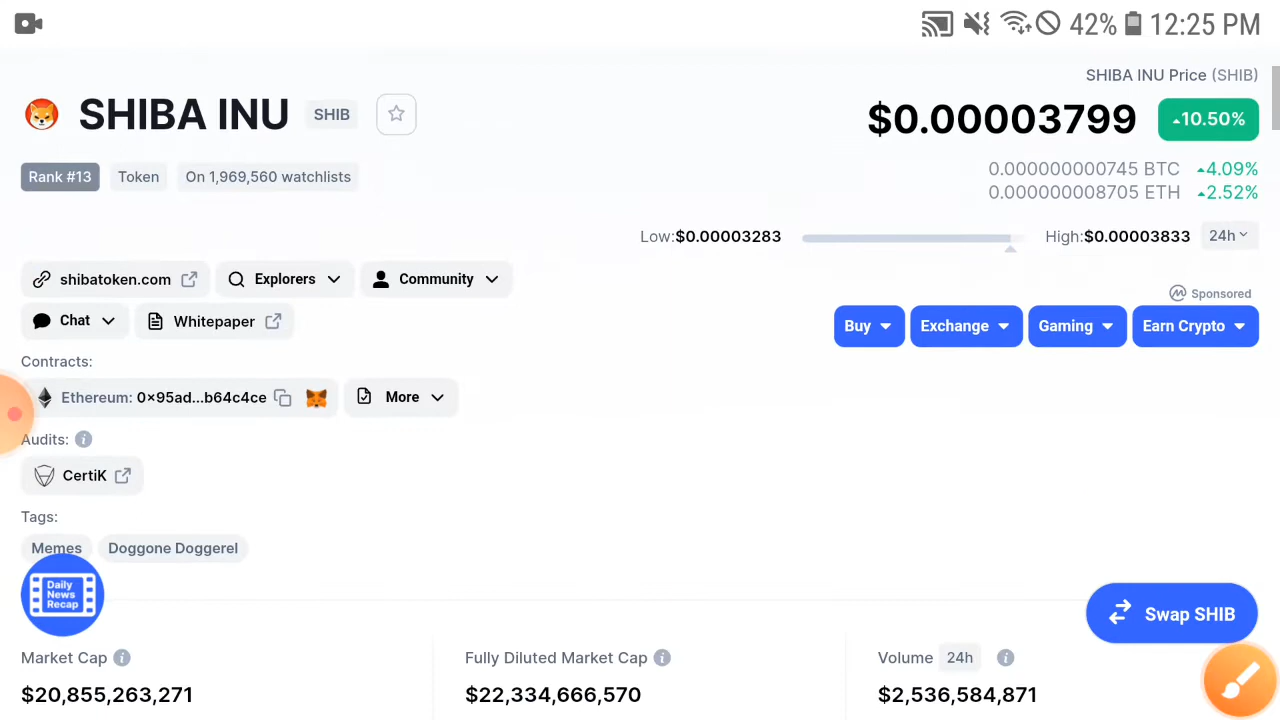 42% 12:25 PM
SHIBA INU Price (SHIB)
SHIBA INU SHIB
$0.00003799 10.50%
Rank #13 Token On 1,969,560 watchlists
0.000000000745 BTC 4.09%
0.000000008705 ETH 2.52%
Low:$0.00003283 High:$0.00003833 24h
shibatoken.com Explorers Community
Sponsored
Chat Whitepaper
Buy Exchange Gaming Earn Crypto
Contracts:
Ethereum: 0x95ad...b64c4ce More
Audits:
CertiK
Tags:
Memes Doggone Doggerel
Daily
News
Recap
Swap SHIB
Market Cap Fully Diluted Market Cap Volume 24h
$20,855,263,271 $22,334,666,570 $2,536,584,871